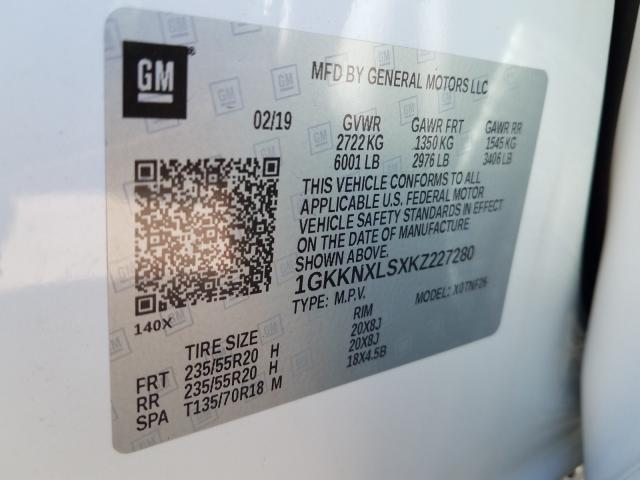 GM
MFD BY GENERAL MOTORS LLC
02/19 GVWR GAWR FRT GAWR RR
2722 KG 1350 KG 1545 KG
6001 LB 2976 LB 3406 LB
THIS VEHICLE CONFORMS TO ALL
APPLICABLE U.S. FEDERAL MOTOR
VEHICLE SAFETY STANDARDS IN EFFECT
ON THE DATE OF MANUFACTURE
SHOWN ABOVE.
1GKKNXLSXKZ227280
TYPE: M.P.V. MODEL: X0TNF26
140X
TIRE SIZE RIM
FRT 235/55R20 H 20X8J
RR 235/55R20 H 20X8J
SPA T135/70R18 M 18X4.5B